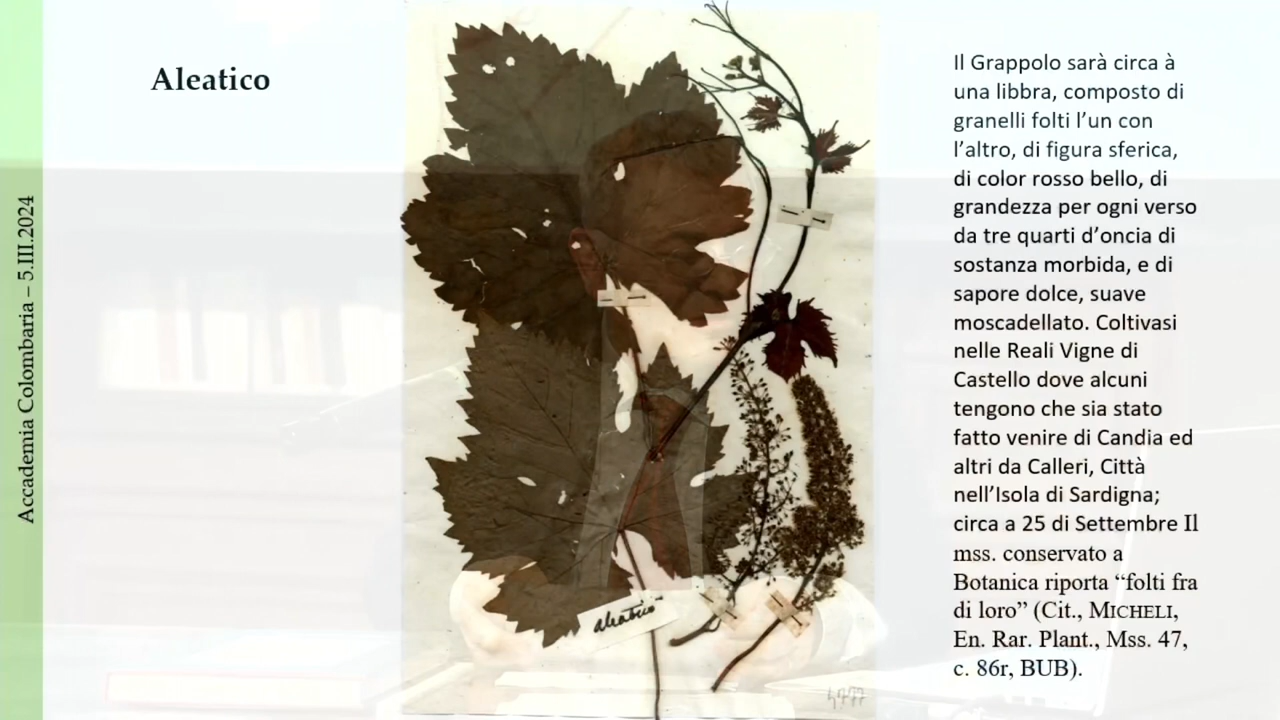 Aleatico
Accademia Colombaria – 5.III.2024
Il Grappolo sarà circa à
una libbra, composto di
granelli folti l’un con
l’altro, di figura sferica,
di color rosso bello, di
grandezza per ogni verso
da tre quarti d’oncia di
sostanza morbida, e di
sapore dolce, suave
moscadellato. Coltivasi
nelle Reali Vigne di
Castello dove alcuni
tengono che sia stato
fatto venire di Candia ed
altri da Calleri, Città
nell’Isola di Sardigna;
circa a 25 di Settembre Il
mss. conservato a
Botanica riporta “folti fra
di loro” (Cit., MICHELI,
En. Rar. Plant., Mss. 47,
c. 86r, BUB).
aleatico